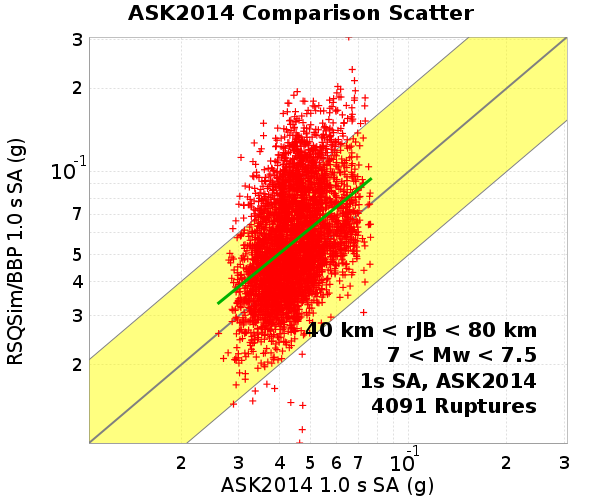 ASK2014 Comparison Scatter
3
2
10-1
7
5
4
3
2
RSQSim/BBP 1.0 s SA (g)
40 km < rJB < 80 km
7 < Mw < 7.5
1s SA, ASK2014
4091 Ruptures
2 3 4 5 6 7 10-1 2 3
ASK2014 1.0 s SA (g)